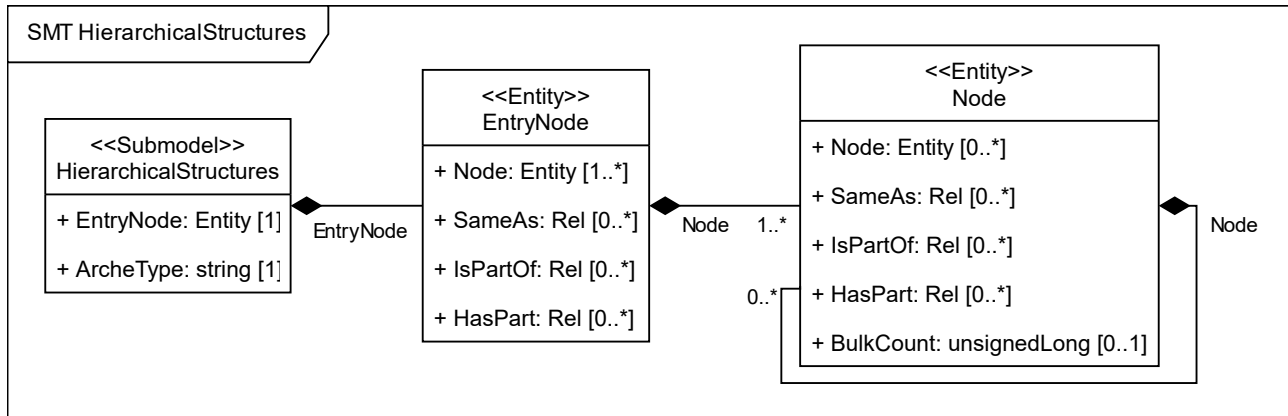 SMT HierarchicalStructures
<<Submodel>>
HierarchicalStructures
+ EntryNode: Entity [1]
+ ArcheType: string [1]
EntryNode
<<Entity>>
EntryNode
+ Node: Entity [1..*]
+ SameAs: Rel [0..*]
+ IsPartOf: Rel [0..*]
+ HasPart: Rel [0..*]
Node
1..*
<<Entity>>
Node
+ Node: Entity [0..*]
+ SameAs: Rel [0..*]
+ IsPartOf: Rel [0..*]
+ HasPart: Rel [0..*]
+ BulkCount: unsignedLong [0..1]
0..*
Node